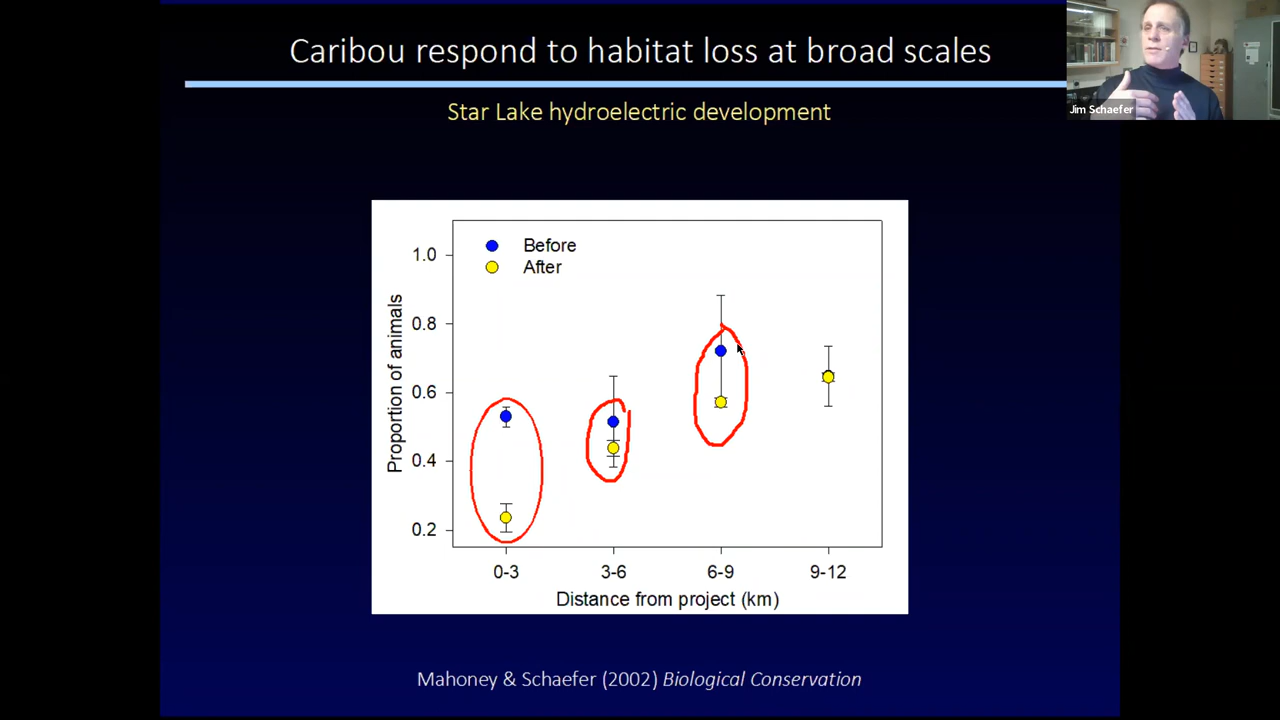 Caribou respond to habitat loss at broad scales
Jim Schaefer
Star Lake hydroelectric development
Before
After
1.0
0.8
0.6
0.4
0.2
Proportion of animals
0-3 3-6 6-9 9-12
Distance from project (km)
Mahoney & Schaefer (2002) Biological Conservation